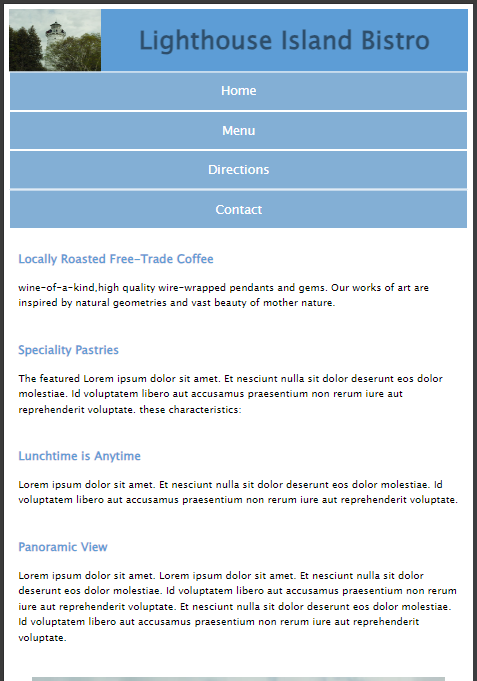 Lighthouse Island Bistro
Home
Menu
Directions
Contact
Locally Roasted Free-Trade Coffee
wine-of-a-kind,high quality wire-wrapped pendants and gems. Our works of art are
inspired by natural geometries and vast beauty of mother nature.
Speciality Pastries
The featured Lorem ipsum dolor sit amet. Et nesciunt nulla sit dolor deserunt eos dolor
molestiae. Id voluptatem libero aut accusamus praesentium non rerum iure aut
reprehenderit voluptate. these characteristics:
Lunchtime is Anytime
Lorem ipsum dolor sit amet. Et nesciunt nulla sit dolor deserunt eos dolor molestiae. Id
voluptatem libero aut accusamus praesentium non rerum iure aut reprehenderit voluptate.
Panoramic View
Lorem ipsum dolor sit amet. Lorem ipsum dolor sit amet. Et nesciunt nulla sit dolor
deserunt eos dolor molestiae. Id voluptatem libero aut accusamus praesentium non rerum
iure aut reprehenderit voluptate. Et nesciunt nulla sit dolor deserunt eos dolor molestiae.
Id voluptatem libero aut accusamus praesentium non rerum iure aut reprehenderit
voluptate.